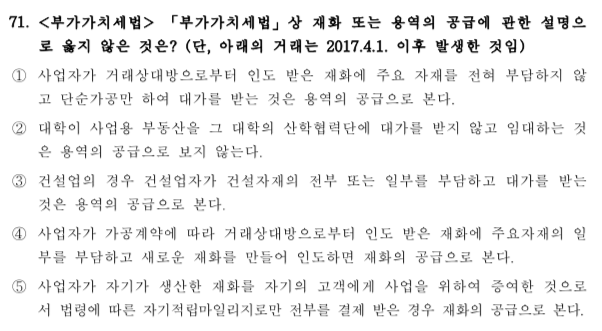 71. <부가가치세법> 「부가가치세법」상 재화 또는 용역의 공급에 관한 설명으
로 옳지 않은 것은? (단, 아래의 거래는 2017.4.1. 이후 발생한 것임)
① 사업자가 거래상대방으로부터 인도 받은 재화에 주요 자재를 전혀 부담하지 않
고 단순가공만 하여 대가를 받는 것은 용역의 공급으로 본다.
② 대학이 사업용 부동산을 그 대학의 산학협력단에 대가를 받지 않고 임대하는 것
은 용역의 공급으로 보지 않는다.
③ 건설업의 경우 건설업자가 건설자재의 전부 또는 일부를 부담하고 대가를 받는
것은 용역의 공급으로 본다.
④ 사업자가 가공계약에 따라 거래상대방으로부터 인도 받은 재화에 주요자재의 일
부를 부담하고 새로운 재화를 만들어 인도하면 재화의 공급으로 본다.
⑤ 사업자가 자기가 생산한 재화를 자기의 고객에게 사업을 위하여 증여한 것으로
서 법령에 따른 자기적립마일리지로만 전부를 결제 받은 경우 재화의 공급으로 본다.